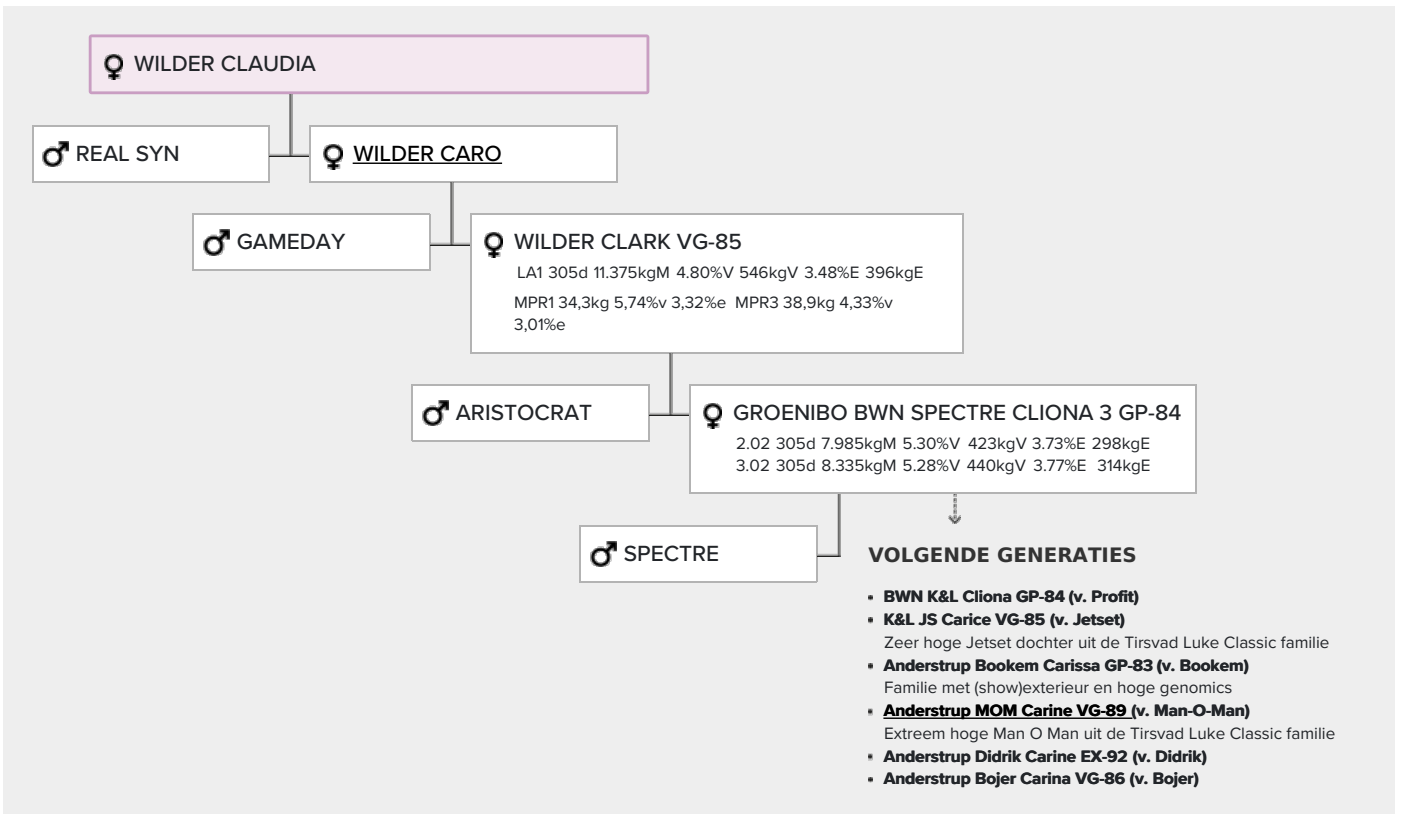 WILDER CLAUDIA
REAL SYN
WILDER CARO
GAMEDAY
WILDER CLARK VG-85
LA1 305d 11.375kgM 4.80%V 546kgV 3.48%E 396kgE
MPR1 34,3kg 5,74%v 3,32%e MPR3 38,9kg 4,33%v
3,01%e
ARISTOCRAT
GROENIBO BWN SPECTRE CLIONA 3 GP-84
2.02 305d 7.985kgM 5.30%V 423kgV 3.73%E 298kgE
3.02 305d 8.335kgM 5.28%V 440kgV 3.77%E 314kgE
SPECTRE
VOLGENDE GENERATIES
• BWN K&L Cliona GP-84 (v. Profit)
• K&L JS Carice VG-85 (v. Jetset)
Zeer hoge Jetset dochter uit de Tirsvad Luke Classic familie
• Anderstrup Bookem Carissa GP-83 (v. Bookem)
Familie met (show)exterieur en hoge genomics
• Anderstrup MOM Carine VG-89 (v. Man-O-Man)
Extreem hoge Man O Man uit de Tirsvad Luke Classic familie
• Anderstrup Didrik Carine EX-92 (v. Didrik)
• Anderstrup Bojer Carina VG-86 (v. Bojer)